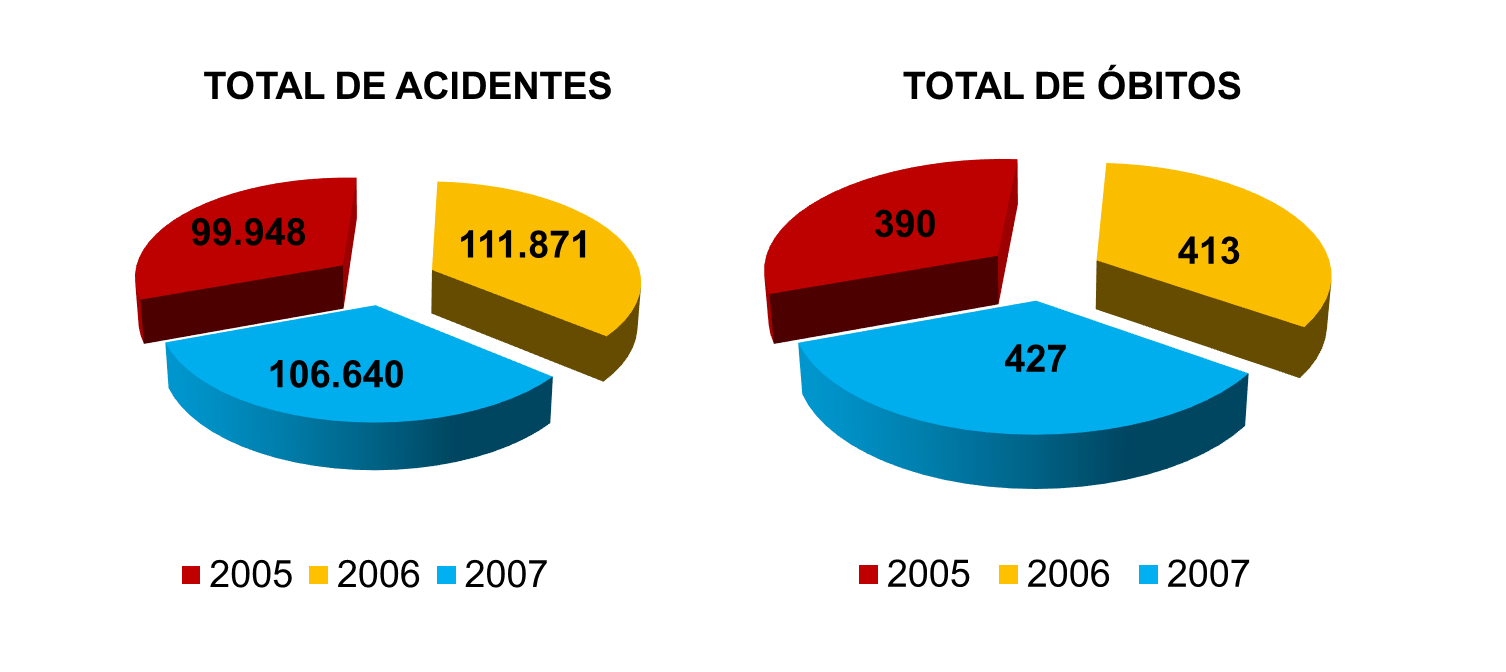 TOTAL DE ACIDENTES
99.948
111.871
106.640
2005 2006 2007
TOTAL DE ÓBITOS
390
413
427
2005 2006 2007